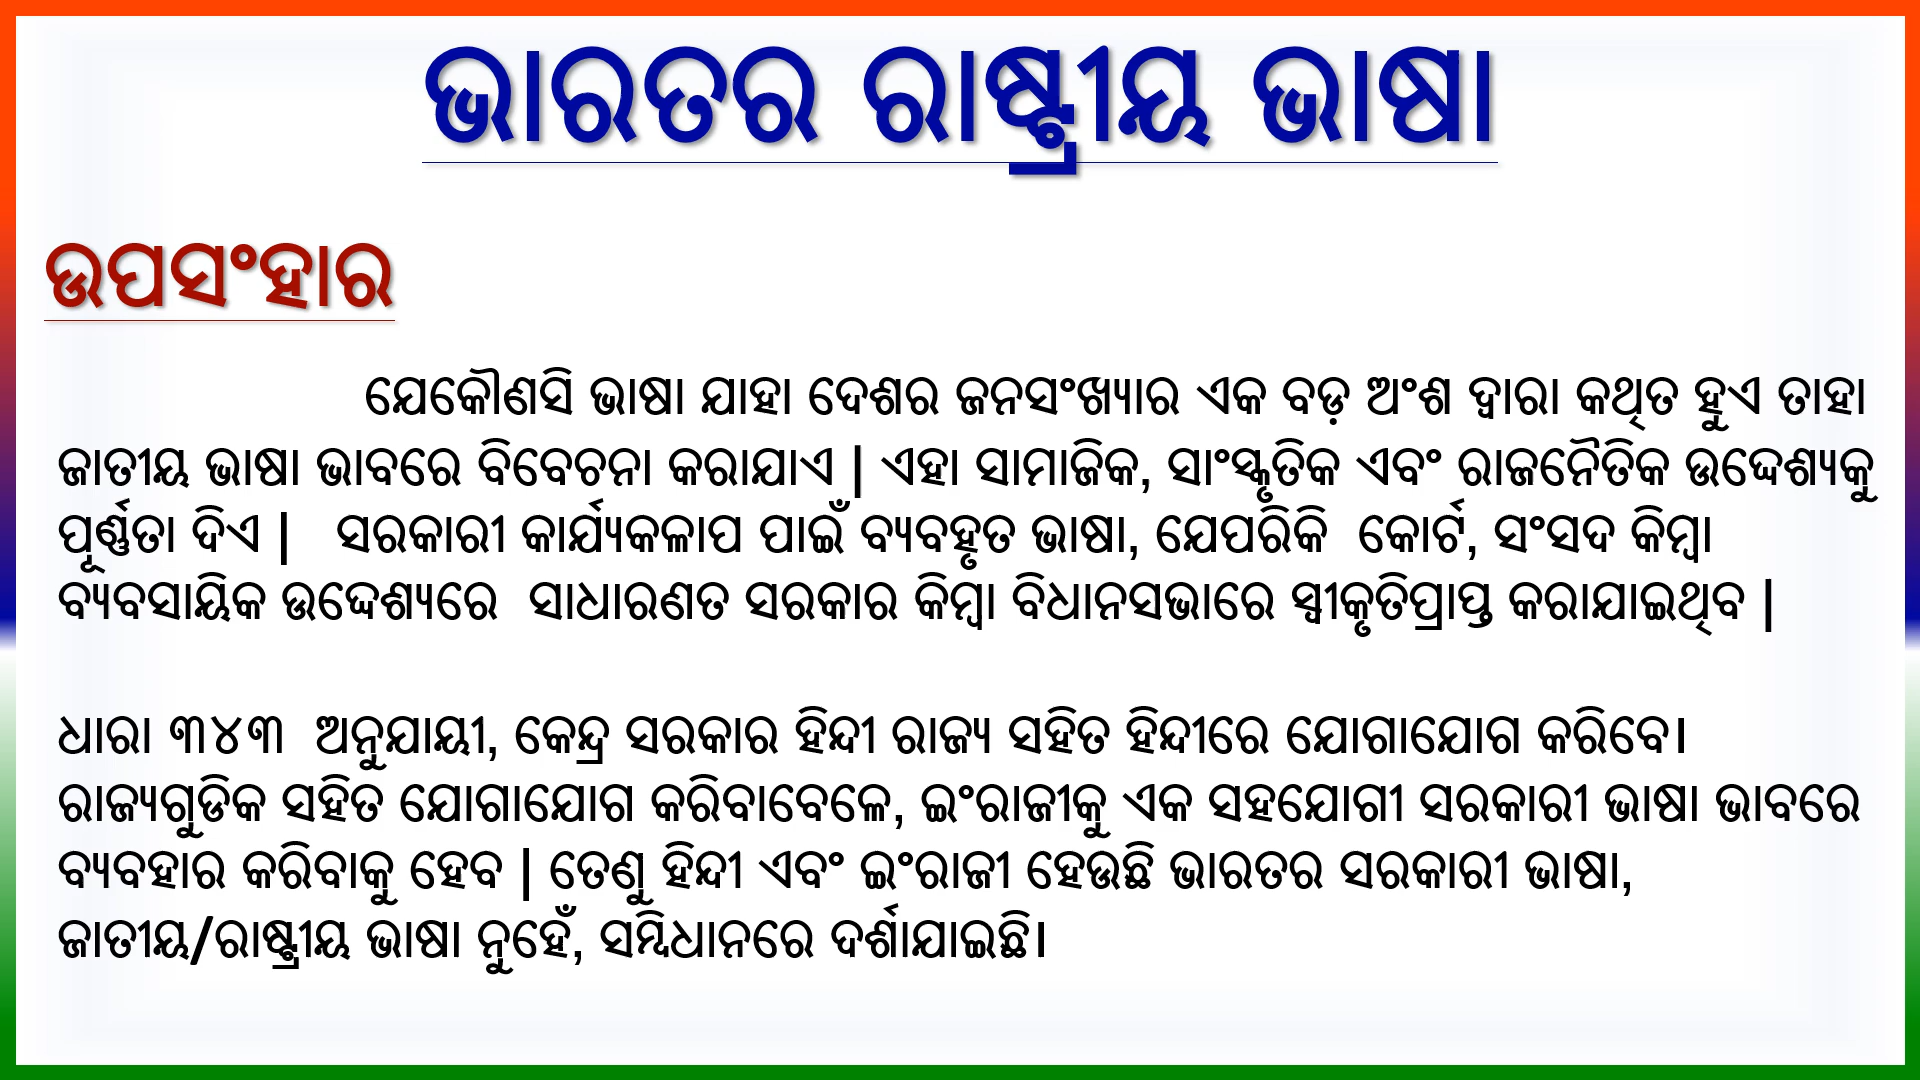 ଭାରତର ରାଷ୍ଟ୍ରୀୟ ଭାଷା
ଉପସଂହାର
ଯେକୌଣସି ଭାଷା ଯାହା ଦେଶର ଜନସଂଖ୍ୟାର ଏକ ବଡ଼ ଅଂଶ ଦ୍ୱାରା କଥିତ ହୁଏ ତାହା
ଜାତୀୟ ଭାଷା ଭାବରେ ବିବେଚନା କରାଯାଏ | ଏହା ସାମାଜିକ, ସାଂସ୍କୃତିକ ଏବଂ ରାଜନୈତିକ ଉଦ୍ଦେଶ୍ୟକୁ
ପୂର୍ଣ୍ଣତା ଦିଏ |   ସରକାରୀ କାର୍ଯ୍ୟକଳାପ ପାଇଁ ବ୍ୟବହୃତ ଭାଷା, ଯେପରିକି  କୋର୍ଟ, ସଂସଦ କିମ୍ବା
ବ୍ୟବସାୟିକ ଉଦ୍ଦେଶ୍ୟରେ  ସାଧାରଣତ ସରକାର କିମ୍ବା ବିଧାନସଭାରେ ସ୍ୱୀକୃତିପ୍ରାପ୍ତ କରାଯାଇଥିବ |
ଧାରା ୩୪୩  ଅନୁଯାୟୀ, କେନ୍ଦ୍ର ସରକାର ହିନ୍ଦୀ ରାଜ୍ୟ ସହିତ ହିନ୍ଦୀରେ ଯୋଗାଯୋଗ କରିବେ।
ରାଜ୍ୟଗୁଡିକ ସହିତ ଯୋଗାଯୋଗ କରିବାବେଳେ, ଇଂରାଜୀକୁ ଏକ ସହଯୋଗୀ ସରକାରୀ ଭାଷା ଭାବରେ
ବ୍ୟବହାର କରିବାକୁ ହେବ | ତେଣୁ ହିନ୍ଦୀ ଏବଂ ଇଂରାଜୀ ହେଉଛି ଭାରତର ସରକାରୀ ଭାଷା,
ଜାତୀୟ/ରାଷ୍ଟ୍ରୀୟ ଭାଷା ନୁହେଁ, ସମ୍ବିଧାନରେ ଦର୍ଶାଯାଇଛି।